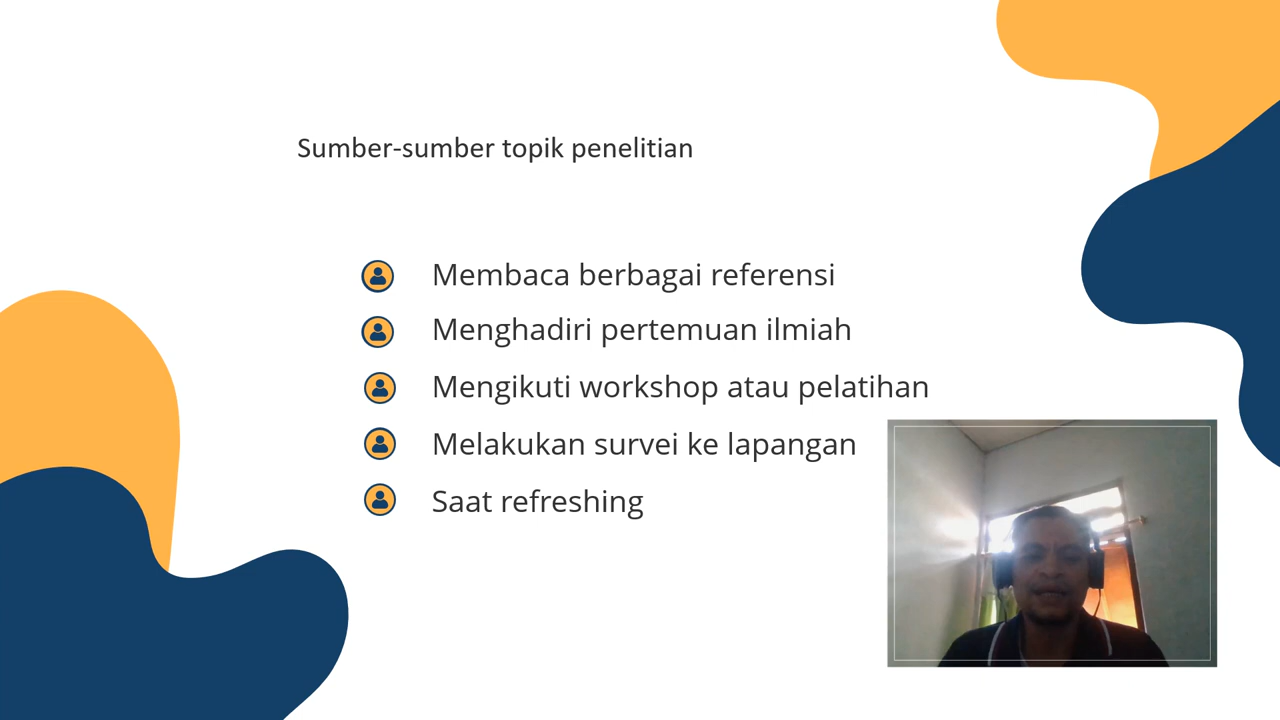 Sumber-sumber topik penelitian
Membaca berbagai referensi
Menghadiri pertemuan ilmiah
Mengikuti workshop atau pelatihan
Melakukan survei ke lapangan
Saat refreshing